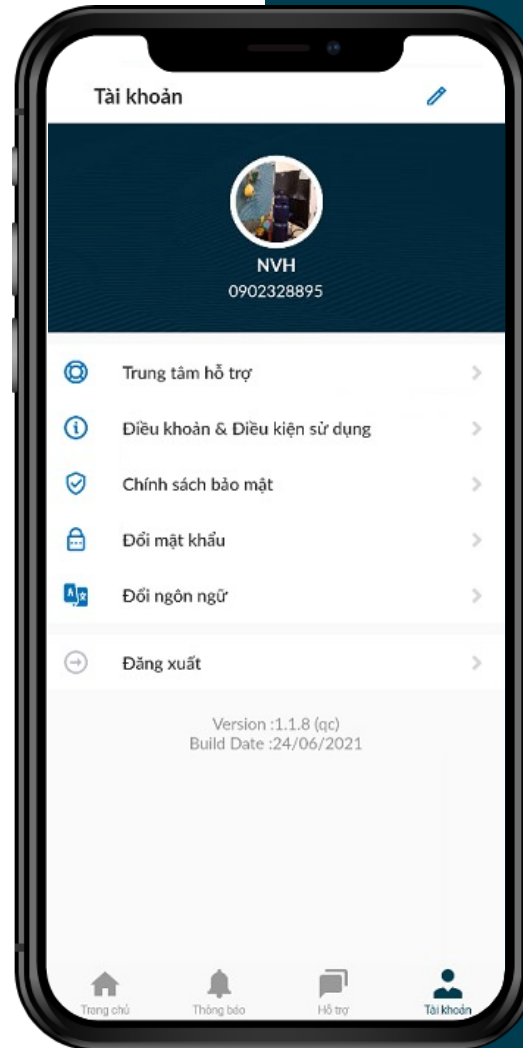 Tài khoản
NVH
0902328895
Trung tâm hỗ trợ
Điều khoản & Điều kiện sử dụng
Chính sách bảo mật
Đổi mật khẩu
Đổi ngôn ngữ
Đăng xuất
Version :1.1.8 (qc)
Build Date :24/06/2021
Trang chủ
Thông báo
Hỗ trợ
Tài khoản